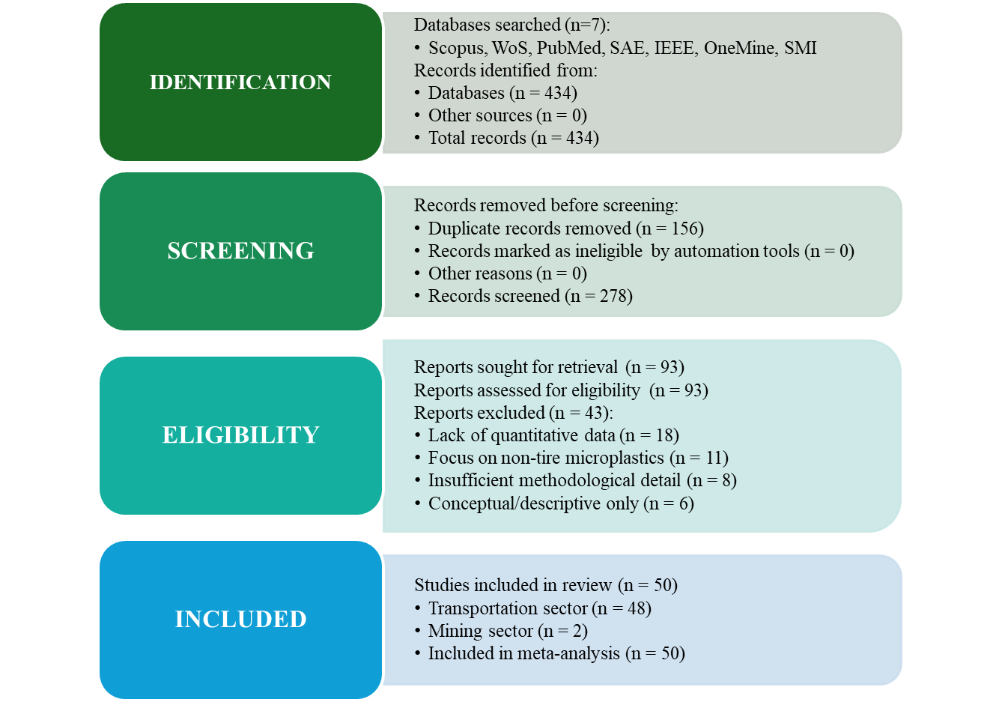 IDENTIFICATION
Databases searched (n=7):
• Scopus, WoS, PubMed, SAE, IEEE, OneMine, SMI
Records identified from:
• Databases (n = 434)
• Other sources (n = 0)
• Total records (n = 434)
SCREENING
Records removed before screening:
• Duplicate records removed (n = 156)
• Records marked as ineligible by automation tools (n = 0)
• Other reasons (n = 0)
• Records screened (n = 278)
ELIGIBILITY
Reports sought for retrieval (n = 93)
Reports assessed for eligibility (n = 93)
Reports excluded (n = 43):
• Lack of quantitative data (n = 18)
• Focus on non-tire microplastics (n = 11)
• Insufficient methodological detail (n = 8)
• Conceptual/descriptive only (n = 6)
INCLUDED
Studies included in review (n = 50)
• Transportation sector (n = 48)
• Mining sector (n = 2)
• Included in meta-analysis (n = 50)